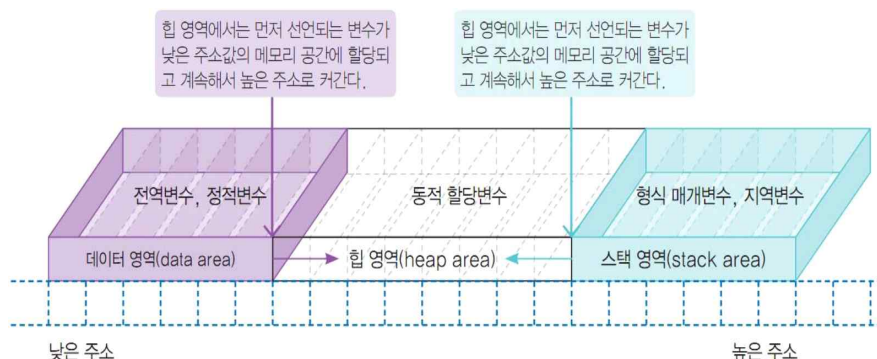 힙 영역에서는 먼저 선언되는 변수가
낮은 주소값의 메모리 공간에 할당되
고 계속해서 높은 주소로 커간다.
힙 영역에서는 먼저 선언되는 변수가
낮은 주소값의 메모리 공간에 할당되
고 계속해서 높은 주소로 커간다.
전역변수, 정적변수
동적 할당변수
형식 매개변수, 지역변수
데이터 영역(data area)
힙 영역(heap area)
스택 영역(stack area)
낮은 주소
높은 주소